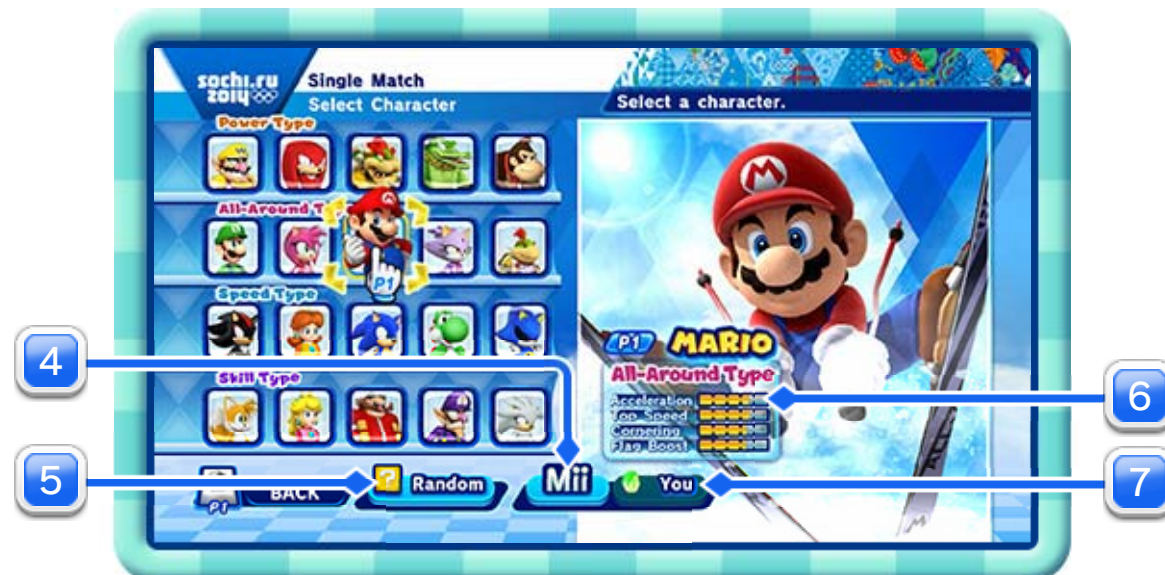 sochi.ru
2014
Single Match
Select Character
Select a character.
Power Type
All-Around Type
P1
Speed Type
Skill Type
P1 MARIO
All-Around Type
Acceleration
Top Speed
Cornering
Flag Boost
P1
BACK
? Random
Mii
You
4
5
6
7
M